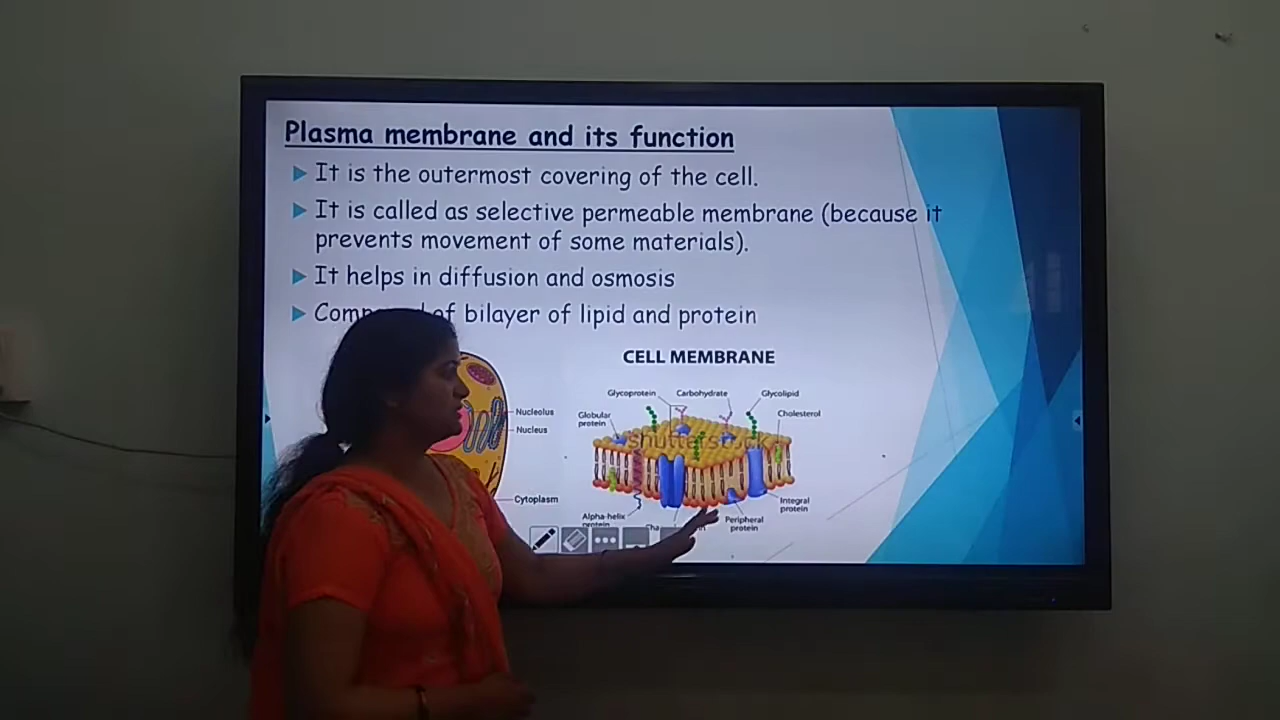 Plasma membrane and its function
It is the outermost covering of the cell.
It is called as selective permeable membrane (because it
prevents movement of some materials).
It helps in diffusion and osmosis
of bilayer of lipid and protein
CELL MEMBRANE
Glycoprotein Carbohydrate Glycolipid
Globular
protein
Cholesterol
shutterstock
Nucleolus
Nucleus
Cytoplasm
Integral
protein
Alpha-helix
protein
Peripheral
protein